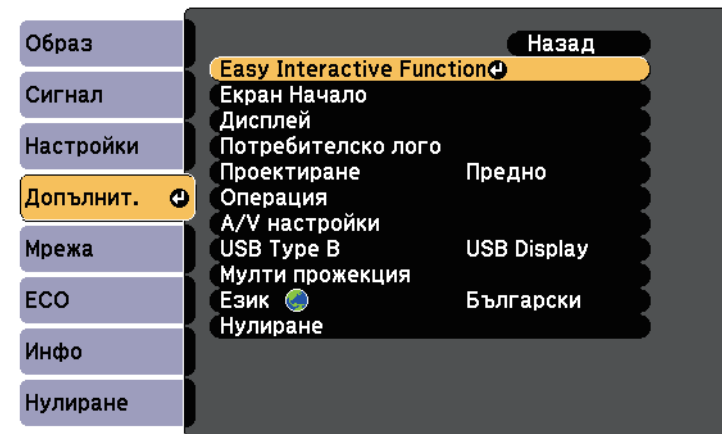 Образ
Сигнал
Настройки
Допълнит.
Мрежа
ECO
Инфо
Нулиране
Назад
Easy Interactive Function
Екран Начало
Дисплей
Потребителско лого
Проектиране Предно
Операция
A/V настройки
USB Type B USB Display
Мулти прожекция
Език Български
Нулиране